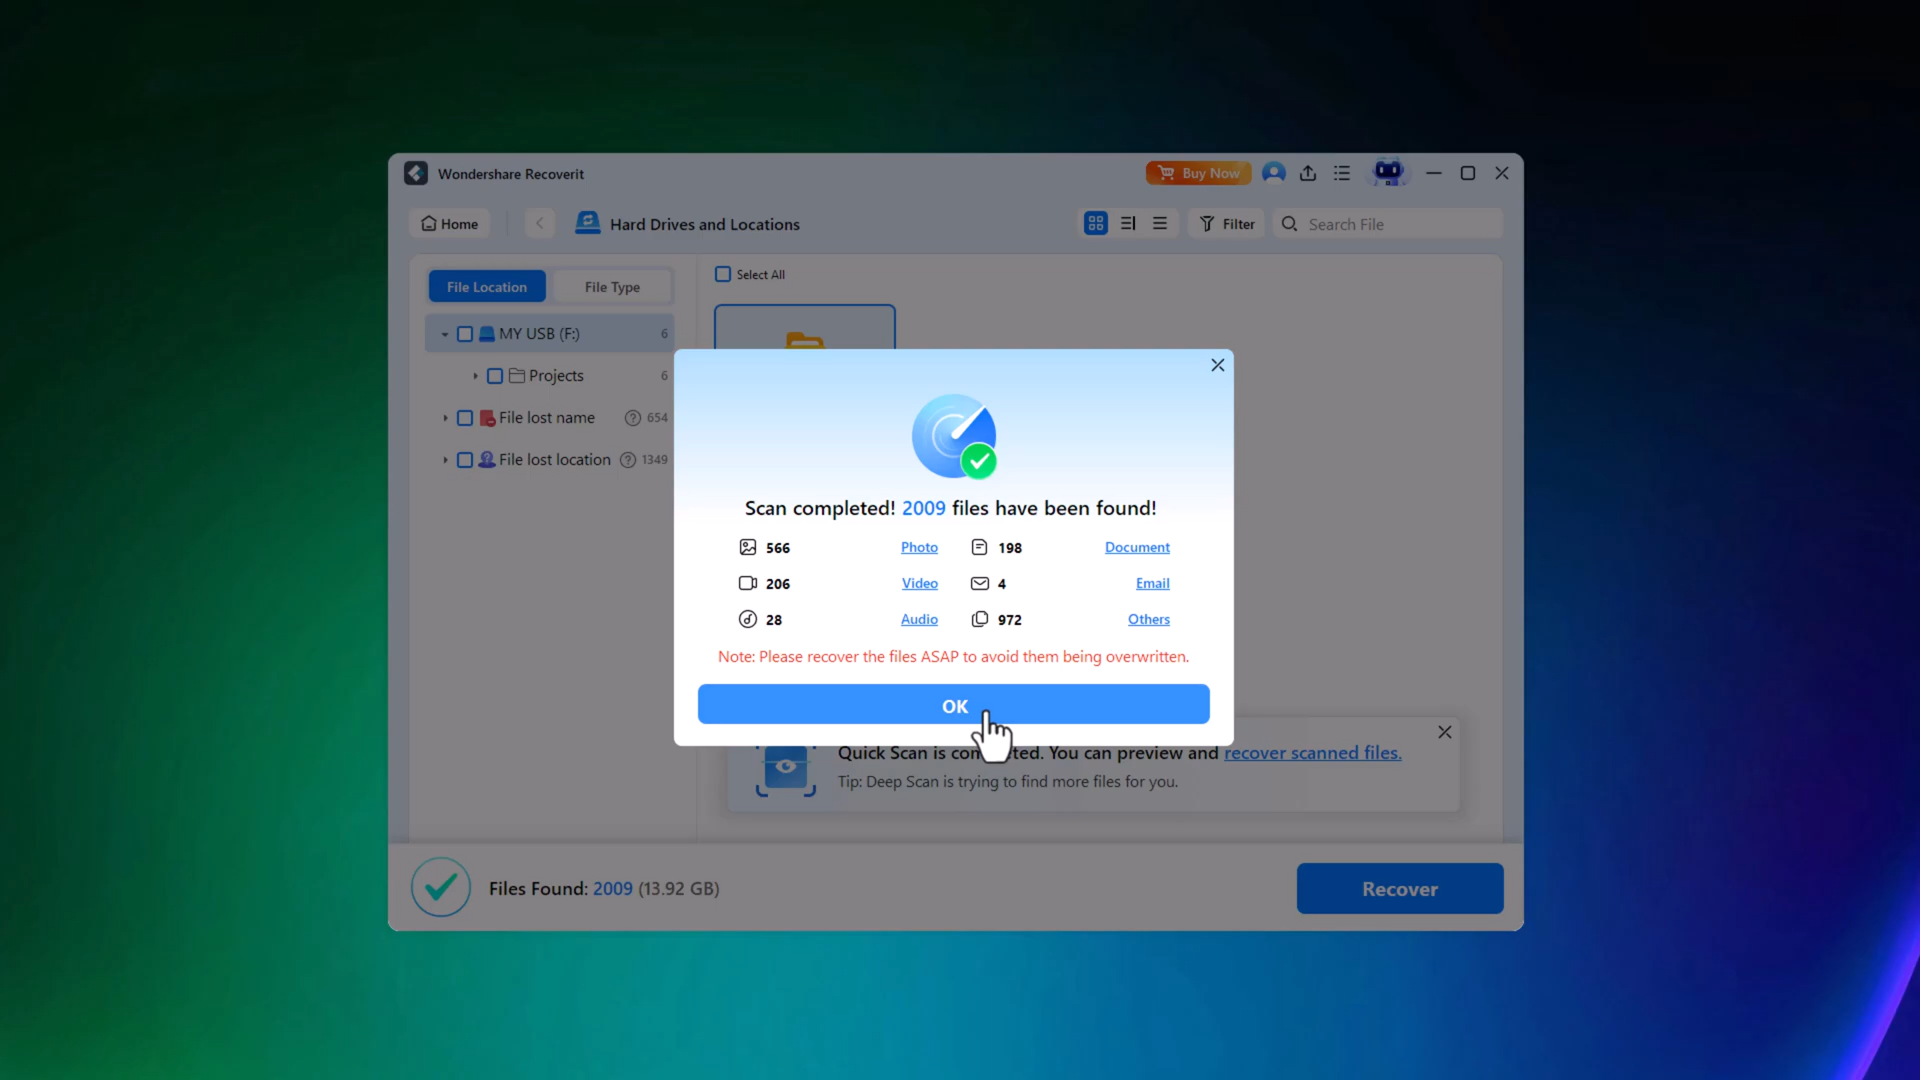 Wondershare Recoverit
Buy Now
Home
Hard Drives and Locations
Filter
Search File
File Location
File Type
Select All
MY USB (F:)
6
Projects
6
File lost name
654
File lost location
1349
Scan completed! 2009 files have been found!
566 Photo 198 Document
206 Video 4 Email
28 Audio 972 Others
Note: Please recover the files ASAP to avoid them being overwritten.
OK
Quick Scan is con ted. You can preview and recover scanned files.
Tip: Deep Scan is trying to find more files for you.
Files Found: 2009 (13.92 GB)
Recover